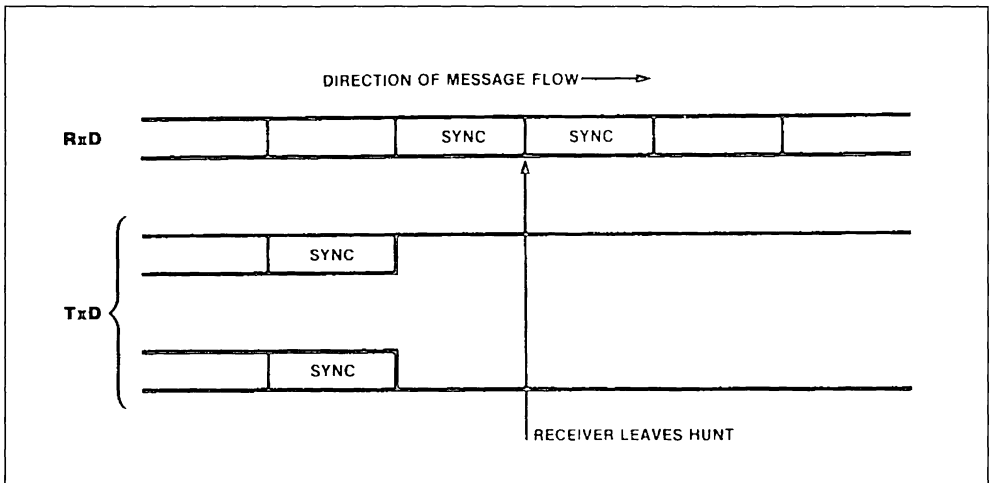 DIRECTION OF MESSAGE FLOW
RxD SYNC SYNC
SYNC
TxD
SYNC
RECEIVER LEAVES HUNT